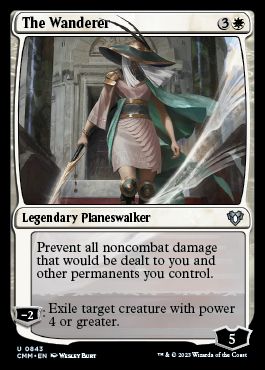 The Wanderer 3
Legendary Planeswalker
Prevent all noncombat damage
that would be dealt to you and
other permanents you control.
-2 : Exile target creature with power
4 or greater.
5
U 0843
CMM • EN Wesley Burt
™ & © 2023 Wizards of the Coast